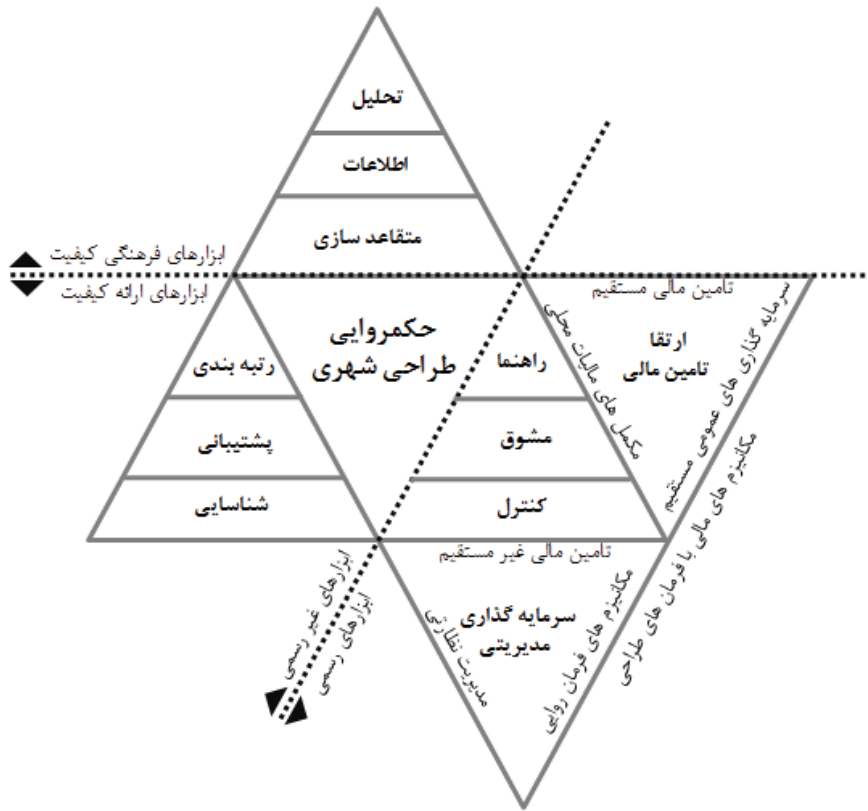 تحلیل
اطلاعات
متقاعد سازی
ابزارهای فرهنگی کیفیت
ابزارهای ارائه کیفیت
حکمروایی
طراحی شهری
رتبه بندی
پشتیبانی
شناسایی
راهنما
مشوق
کنترل
تامین مالی مستقیم
ارتقا
تامین مالی
مکمل های مالیات محلی
سرمایه گذاری های عمومی مستقیم
مکانیزم های مالی با فرمان های طراحی
تامین مالی غیر مستقیم
سرمایه گذاری
مدیریتی
مدیریت نظارتی
مکانیزم های فرمان روایی
ابزارهای غیر رسمی
ابزارهای رسمی